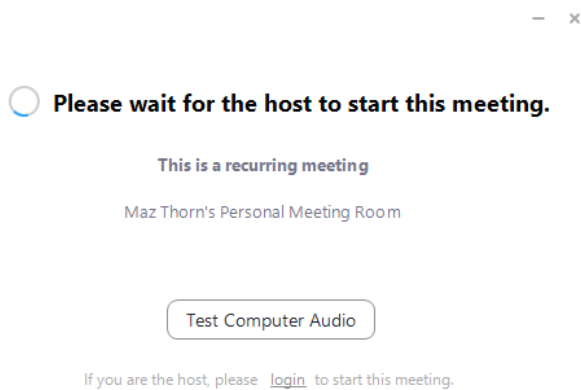 Please wait for the host to start this meeting.
This is a recurring meeting
Maz Thorn's Personal Meeting Room
Test Computer Audio
If you are the host, please login to start this meeting.